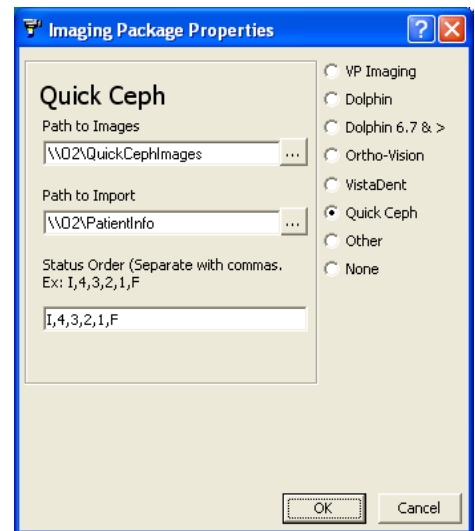 Imaging Package Properties
Quick Ceph
Path to Images
\\O2\QuickCephImages
...
Path to Import
\\O2\PatientInfo
...
Status Order (Separate with commas.
Ex: I,4,3,2,1,F
I,4,3,2,1,F
VP Imaging
Dolphin
Dolphin 6.7 & >
Ortho-Vision
VistaDent
Quick Ceph
Other
None
OK
Cancel